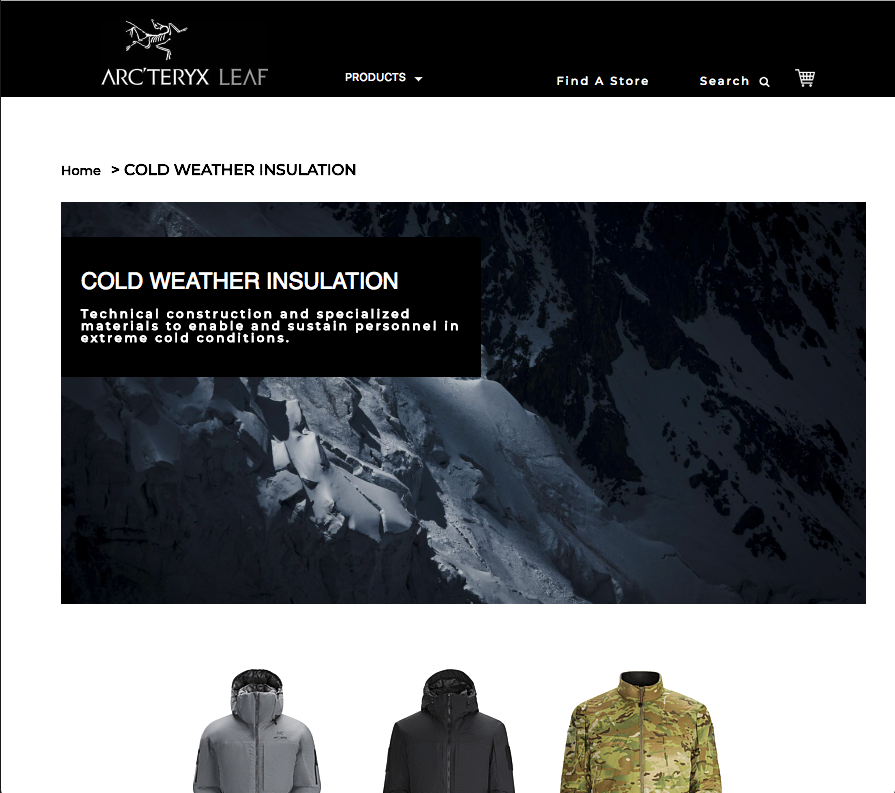 ARC'TERYX LEAF
PRODUCTS
Find A Store
Search
Home > COLD WEATHER INSULATION
COLD WEATHER INSULATION
Technical construction and specialized
materials to enable and sustain personnel in
extreme cold conditions.